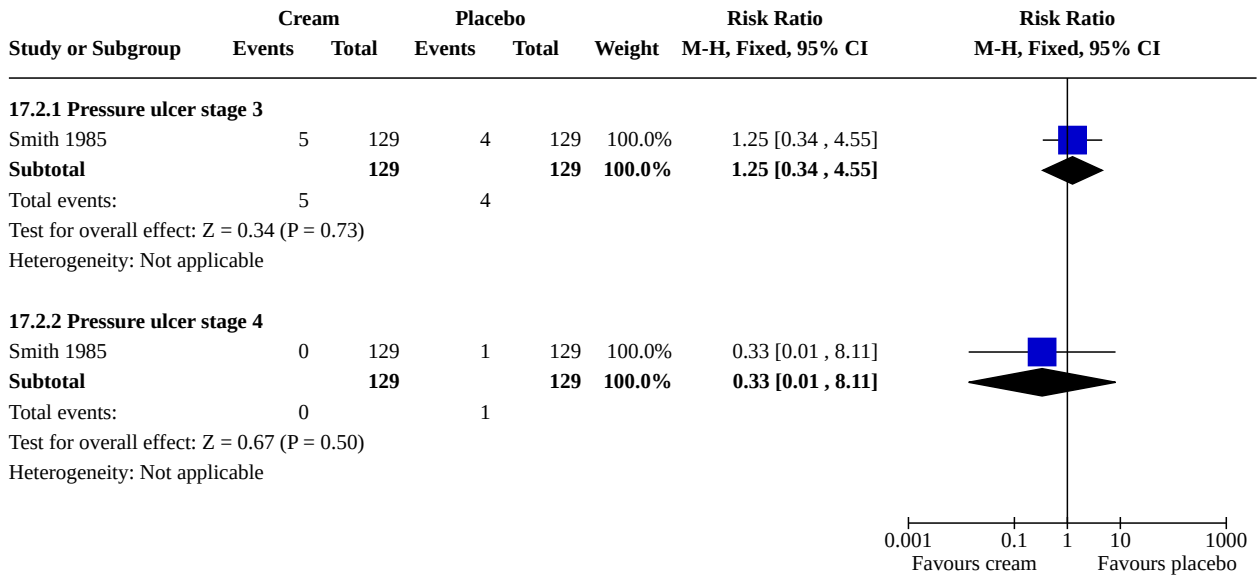 Cream Placebo Risk Ratio Risk Ratio
Study or Subgroup Events Total Events Total Weight M-H, Fixed, 95% CI M-H, Fixed, 95% CI
17.2.1 Pressure ulcer stage 3
Smith 1985 5 129 4 129 100.0% 1.25 [0.34 , 4.55]
Subtotal 129 129 100.0% 1.25 [0.34 , 4.55]
Total events: 5 4
Test for overall effect: Z = 0.34 (P = 0.73)
Heterogeneity: Not applicable
17.2.2 Pressure ulcer stage 4
Smith 1985 0 129 1 129 100.0% 0.33 [0.01 , 8.11]
Subtotal 129 129 100.0% 0.33 [0.01 , 8.11]
Total events: 0 1
Test for overall effect: Z = 0.67 (P = 0.50)
Heterogeneity: Not applicable
0.001 0.1 1 10 1000
Favours cream Favours placebo